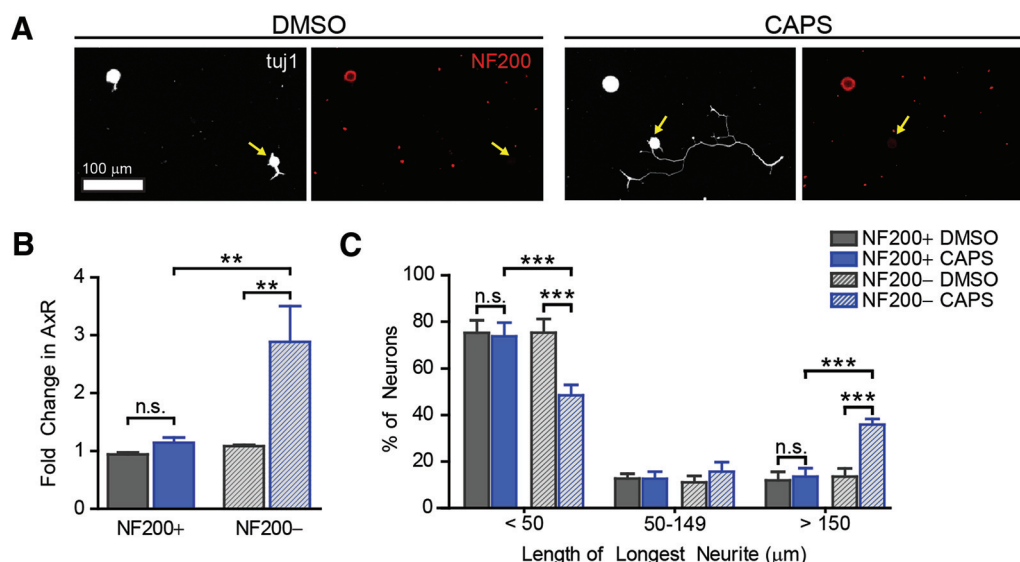 A
DMSO
CAPS
tuj1
NF200
100 μm
B
Fold Change in AxR
4
3
2
1
0
n.s.
**
**
NF200+
NF200–
C
NF200+ DMSO
NF200+ CAPS
NF200– DMSO
NF200– CAPS
% of Neurons
100
80
60
40
20
0
n.s.
***
***
n.s.
***
***
< 50
50-149
> 150
Length of Longest Neurite (μm)